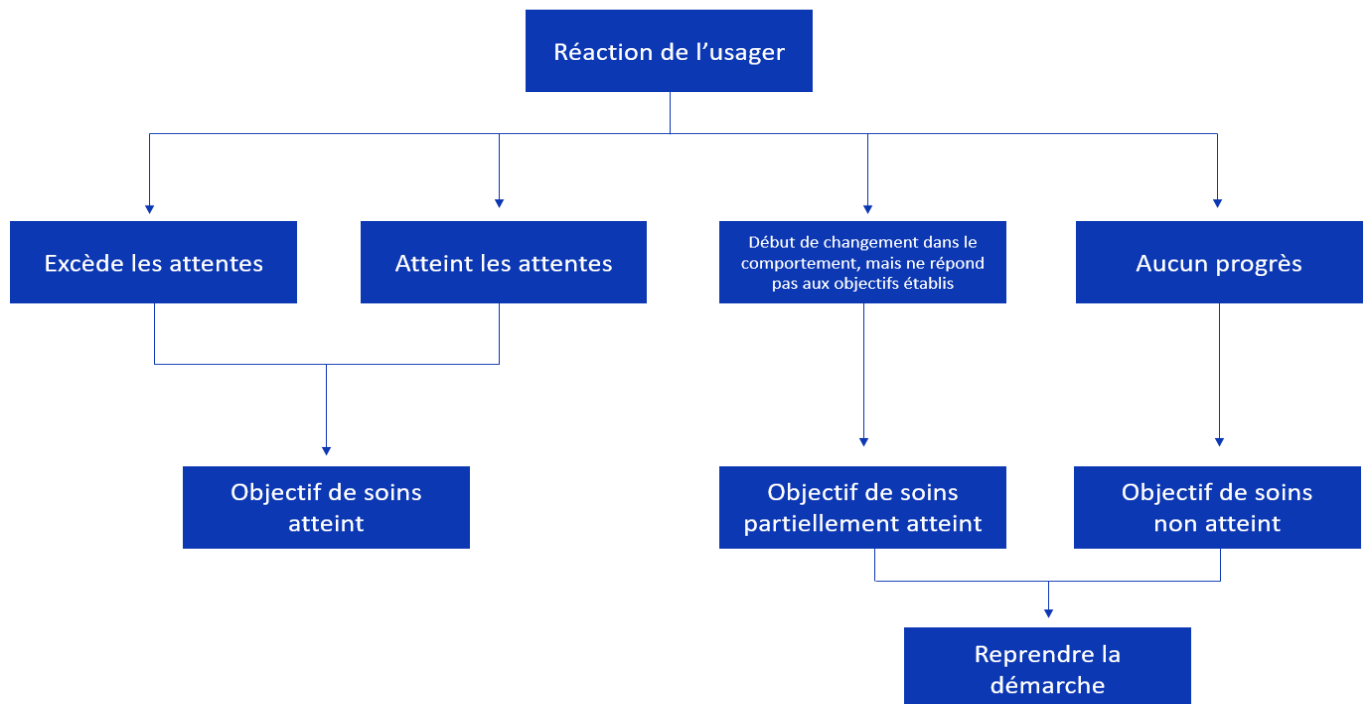 Réaction de l’usager
Excède les attentes
Atteint les attentes
Début de changement dans le
comportement, mais ne répond
pas aux objectifs établis
Aucun progrès
Objectif de soins
atteint
Objectif de soins
partiellement atteint
Objectif de soins
non atteint
Reprendre la
démarche